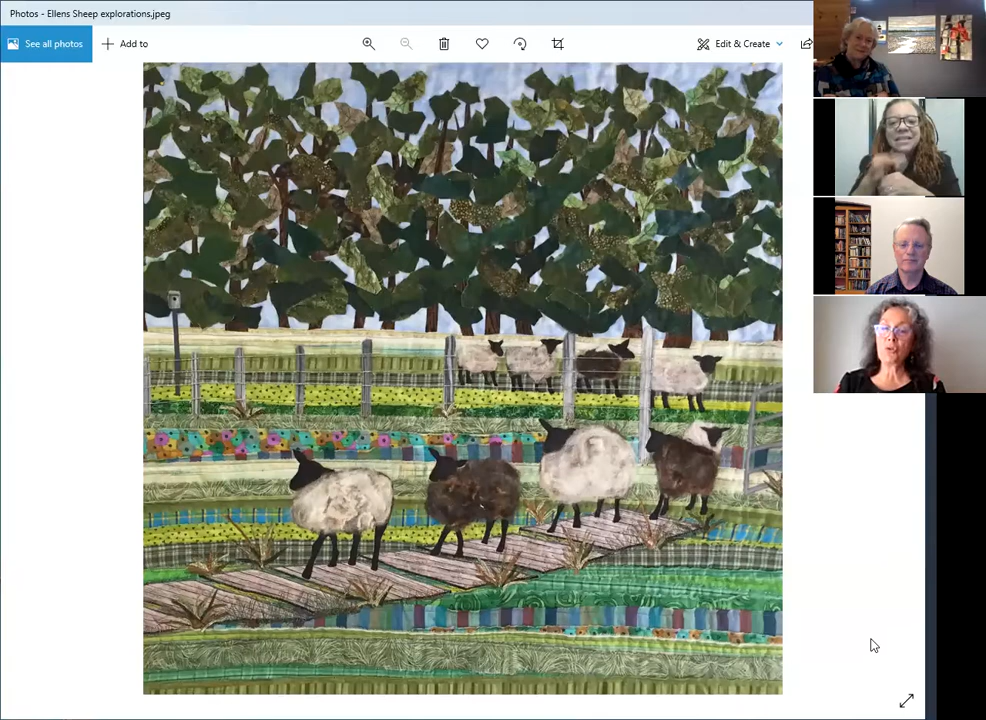 Photos - Ellens Sheep explorations.jpeg
See all photos
Add to
Edit & Create